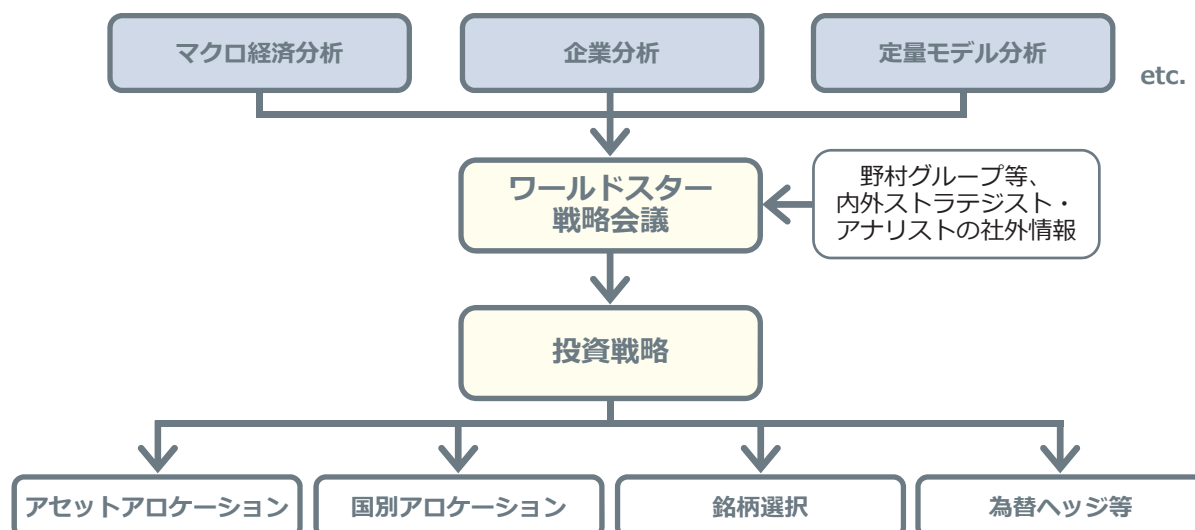 マクロ経済分析
企業分析
定量モデル分析
etc.
ワールドスター
戦略会議
野村グループ等、
内外ストラテジスト・
アナリストの社外情報
投資戦略
アセットアロケーション
国別アロケーション
銘柄選択
為替ヘッジ等